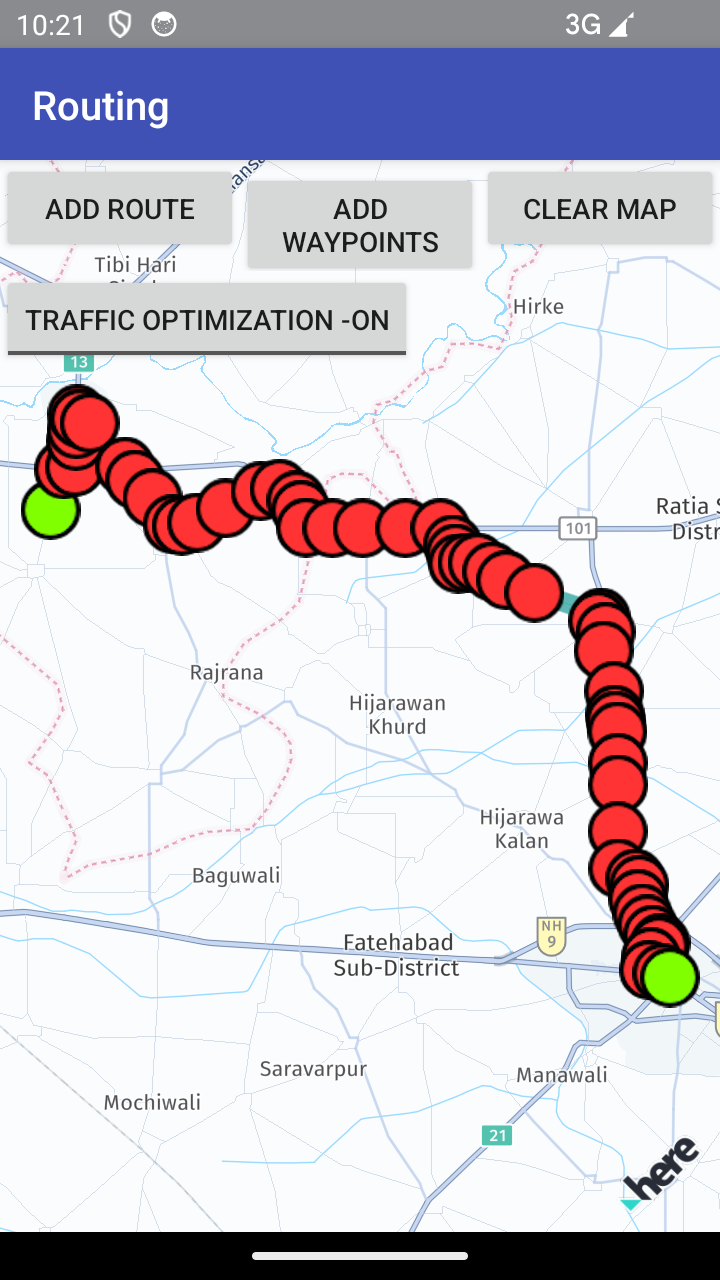 10:21
3G
Routing
ADD ROUTE
ADD
WAYPOINTS
CLEAR MAP
Tibi Hari
Hirke
TRAFFIC OPTIMIZATION -ON
13
Ratia
101
Rajrana
Hijarawan
Khurd
Hijarawa
Kalan
Baguwali
NH
9
Fatehabad
Sub-District
Saravarpur
Manawali
Mochiwali
21
here